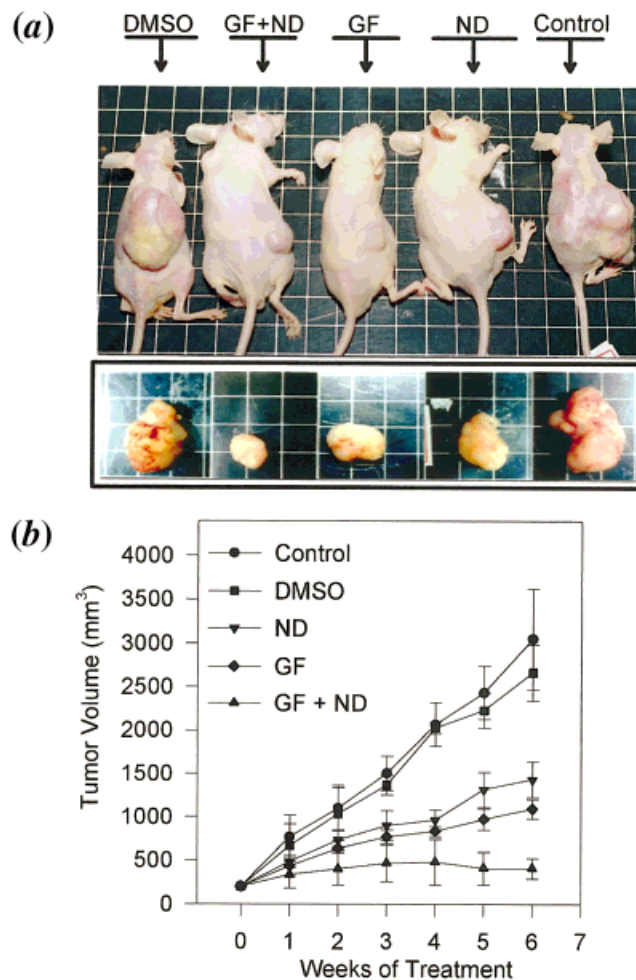 (a)
DMSO GF+ND GF ND Control
(b)
Tumor Volume (mm³)
4000
3500
3000
2500
2000
1500
1000
500
0
Control
DMSO
ND
GF
GF + ND
0 1 2 3 4 5 6 7
Weeks of Treatment